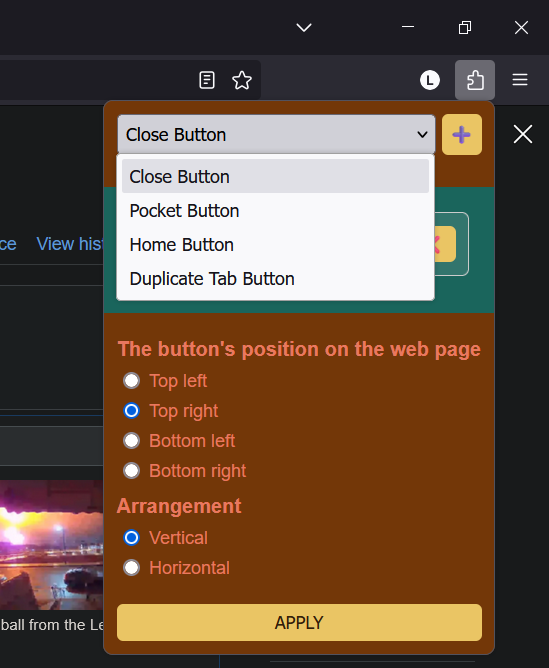 L
Close Button
Close Button
ce View his
Pocket Button
Home Button
Duplicate Tab Button
The button's position on the web page
Top left
Top right
Bottom left
Bottom right
Arrangement
Vertical
Horizontal
ball from the Le
APPLY